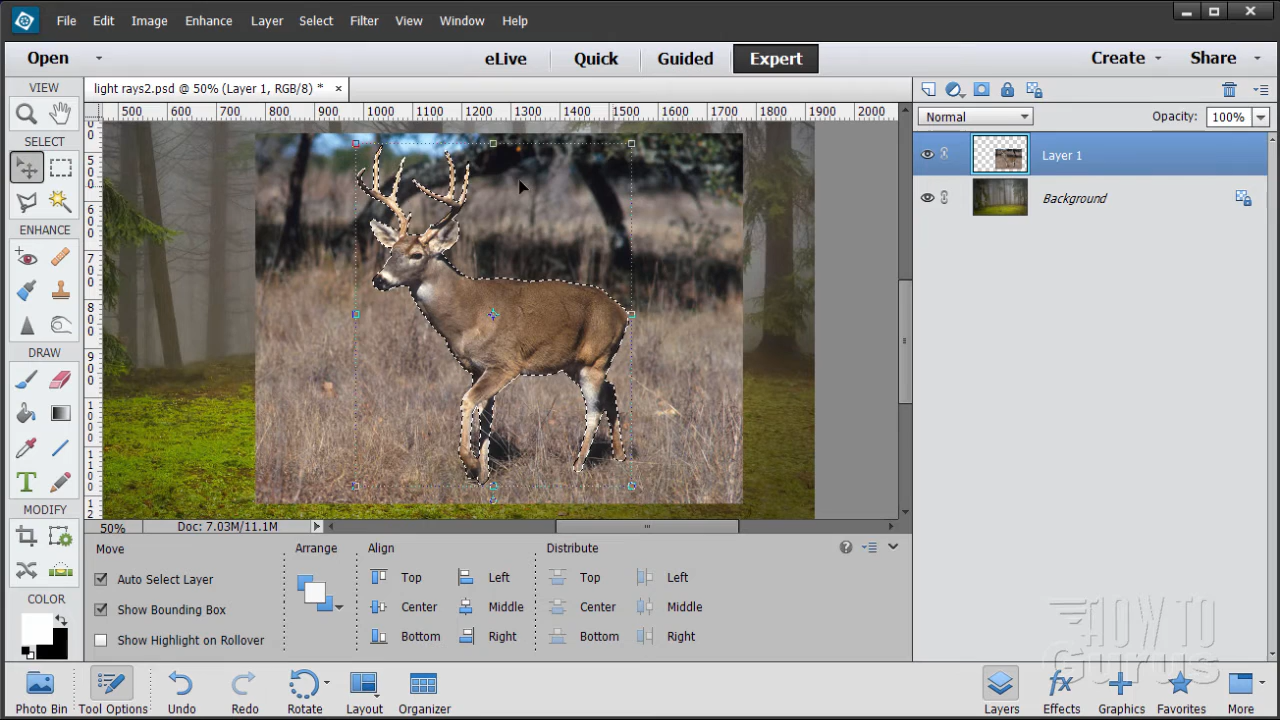 File Edit Image Enhance Layer Select Filter View Window Help
Open eLive Quick Guided Expert Create Share
VIEW light rays2.psd @ 50% (Layer 1, RGB/8) * ×
500 600 700 800 900 1000 1100 1200 1300 1400 1500 1600 1700 1800 1900 2000
Normal Opacity: 100%
SELECT
Layer 1
Background
ENHANCE
DRAW
MODIFY
COLOR
50% Doc: 7.03M/11.1M
Move Arrange Align Distribute
Auto Select Layer Top Left Top Left
Show Bounding Box Center Middle Center Middle
Show Highlight on Rollover Bottom Right Bottom Right
HOW TO
Gurus
Photo Bin Tool Options Undo Redo Rotate Layout Organizer Layers Effects Graphics Favorites More